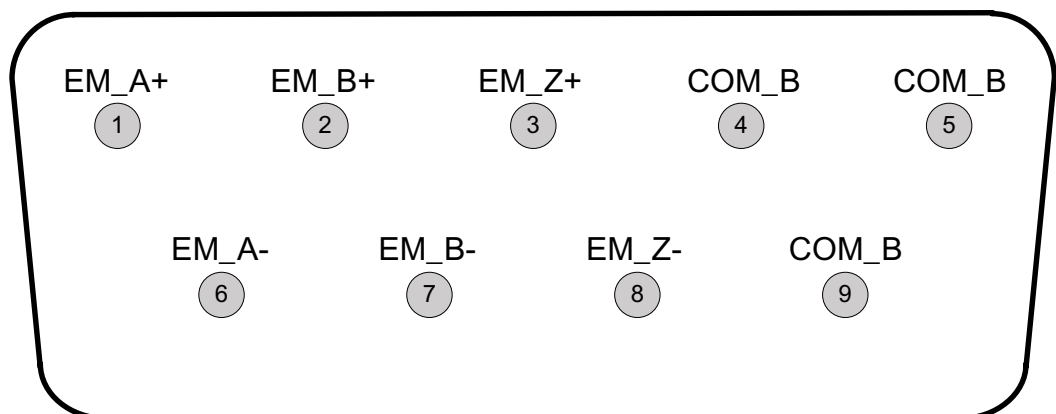 EM_A+ EM_B+ EM_Z+ COM_B COM_B
1 2 3 4 5
EM_A- EM_B- EM_Z- COM_B
6 7 8 9